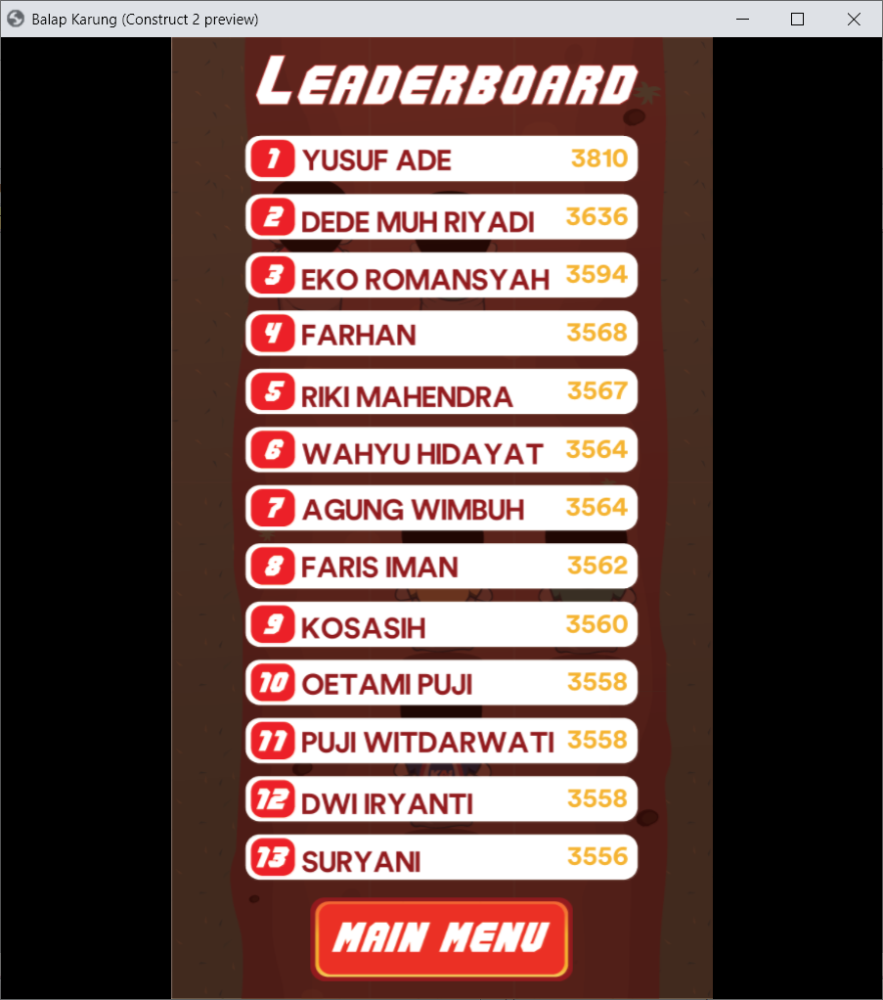 Balap Karung (Construct 2 preview)
LEADERBOARD
1 YUSUF ADE 3810
2 DEDE MUH RIYADI 3636
3 EKO ROMANSYAH 3594
4 FARHAN 3568
5 RIKI MAHENDRA 3567
6 WAHYU HIDAYAT 3564
7 AGUNG WIMBUH 3564
8 FARIS IMAN 3562
9 KOSASIH 3560
10 OETAMI PUJI 3558
11 PUJI WITDARWATI 3558
12 DWI IRYANTI 3558
13 SURYANI 3556
MAIN MENU